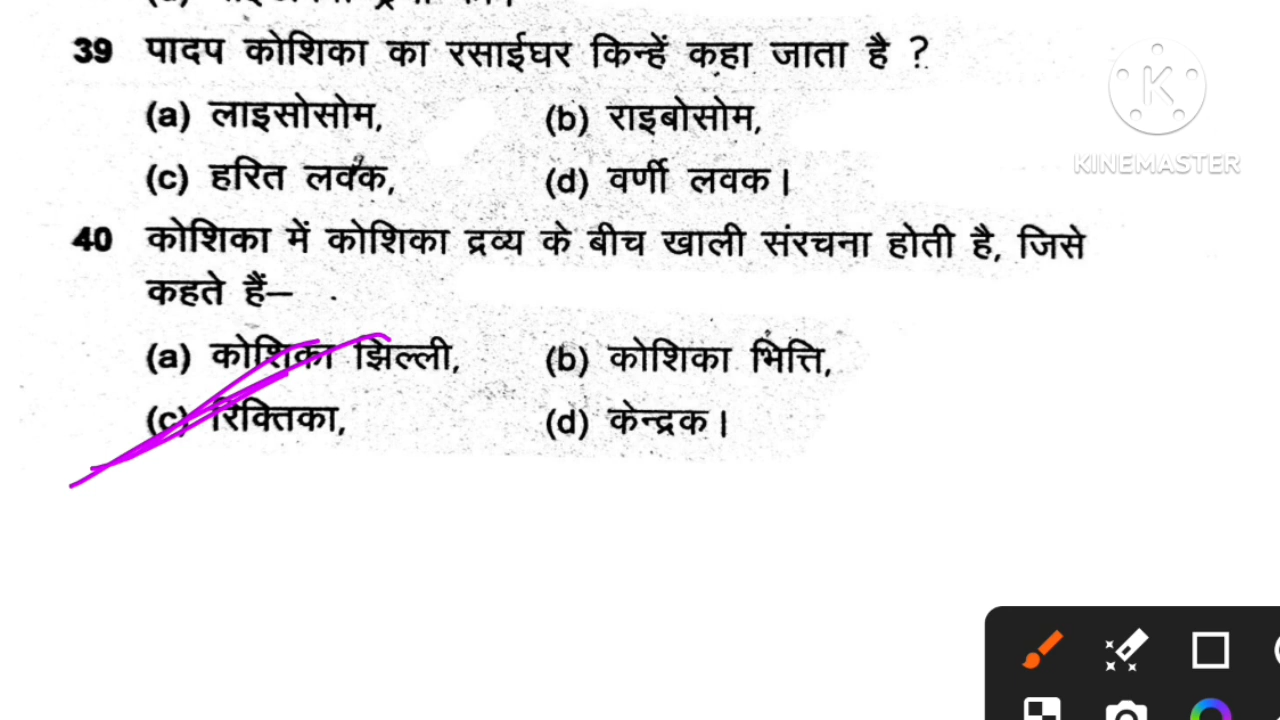 39 पादप कोशिका का रसाईघर किन्हें कहा जाता है ?
(a) लाइसोसोम, (b) राइबोसोम,
(c) हरित लवक, (d) वर्णी लवक।
40 कोशिका में कोशिका द्रव्य के बीच खाली संरचना होती है, जिसे
कहते हैं—
(a) कोशिका झिल्ली, (b) कोशिका भित्ति,
(c) रिक्तिका, (d) केन्द्रक।
K
KINEMASTER